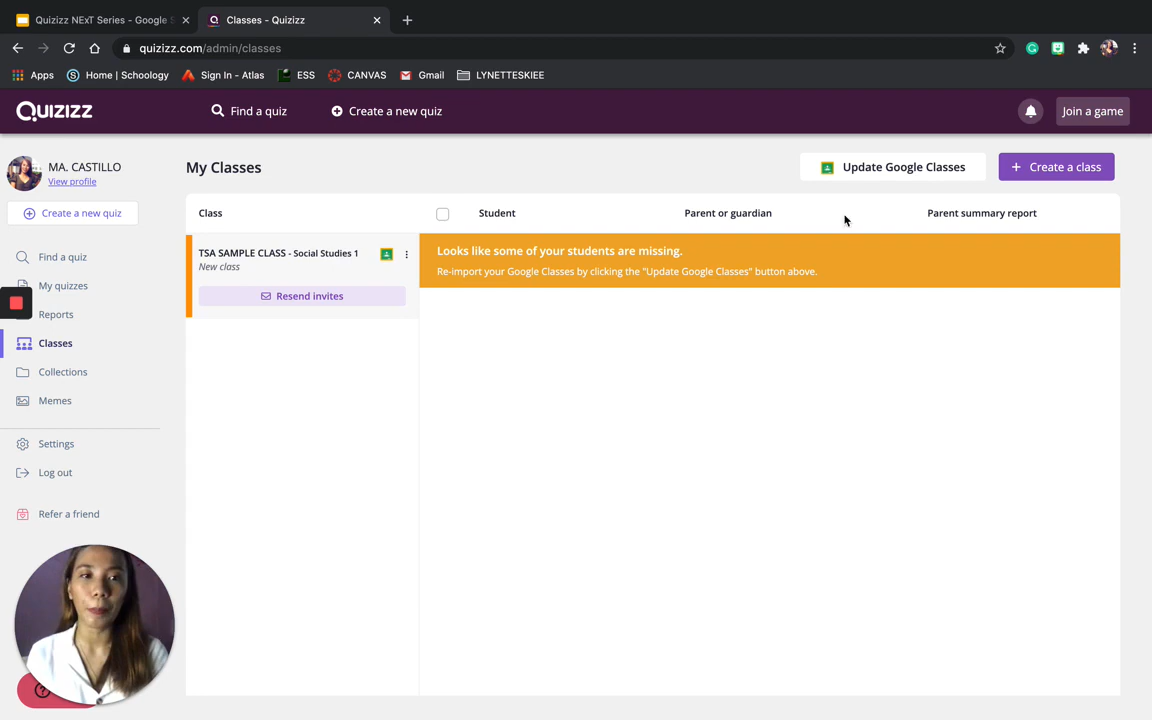 Quizizz NExT Series - Google S
Classes - Quizizz
quizizz.com/admin/classes
Apps
Home | Schoology
Sign In - Atlas
ESS
CANVAS
Gmail
LYNETTESKIEE
QUIZIZZ
Find a quiz
Create a new quiz
Join a game
MA. CASTILLO
View profile
Create a new quiz
Find a quiz
My quizzes
Reports
Classes
Collections
Memes
Settings
Log out
Refer a friend
My Classes
Update Google Classes
+ Create a class
Class
Student
Parent or guardian
Parent summary report
TSA SAMPLE CLASS - Social Studies 1
New class
Resend invites
Looks like some of your students are missing.
Re-import your Google Classes by clicking the "Update Google Classes" button above.